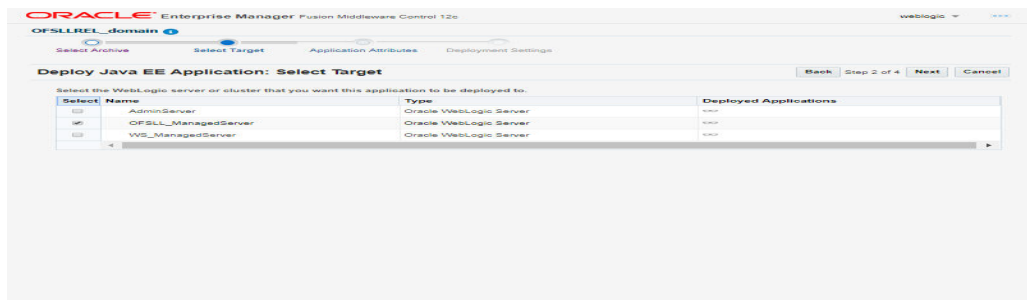 ORACLE Enterprise Manager Fusion Middleware Control 12c weblogic
OFSLLREL_domain
Select Archive Select Target Application Attributes Deployment Settings
Deploy Java EE Application: Select Target Back Step 2 of 4 Next Cancel
Select the WebLogic server or cluster that you want this application to be deployed to.
Select Name Type Deployed Applications
AdminServer Oracle WebLogic Server
OFSLL_ManagedServer Oracle WebLogic Server
WS_ManagedServer Oracle WebLogic Server